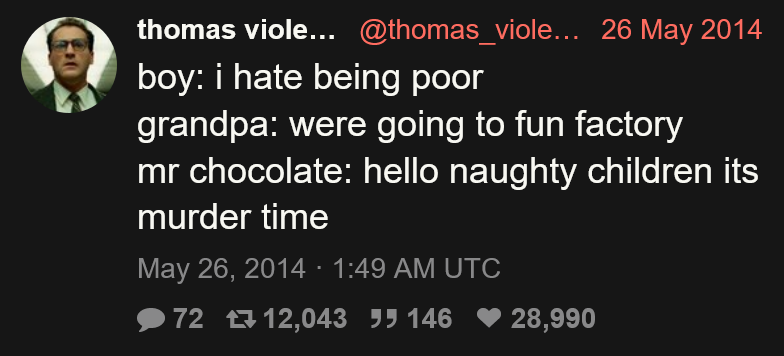 thomas viole... @thomas_viole... 26 May 2014
boy: i hate being poor
grandpa: were going to fun factory
mr chocolate: hello naughty children its
murder time
May 26, 2014 · 1:49 AM UTC
72 12,043 146 28,990